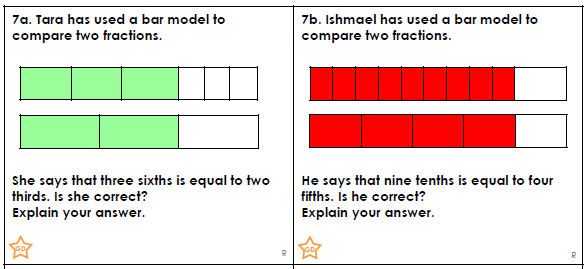 7a. Tara has used a bar model to
compare two fractions.
She says that three sixths is equal to two
thirds. Is she correct?
Explain your answer.
GD
R
7b. Ishmael has used a bar model to
compare two fractions.
He says that nine tenths is equal to four
fifths. Is he correct?
Explain your answer.
GD
R